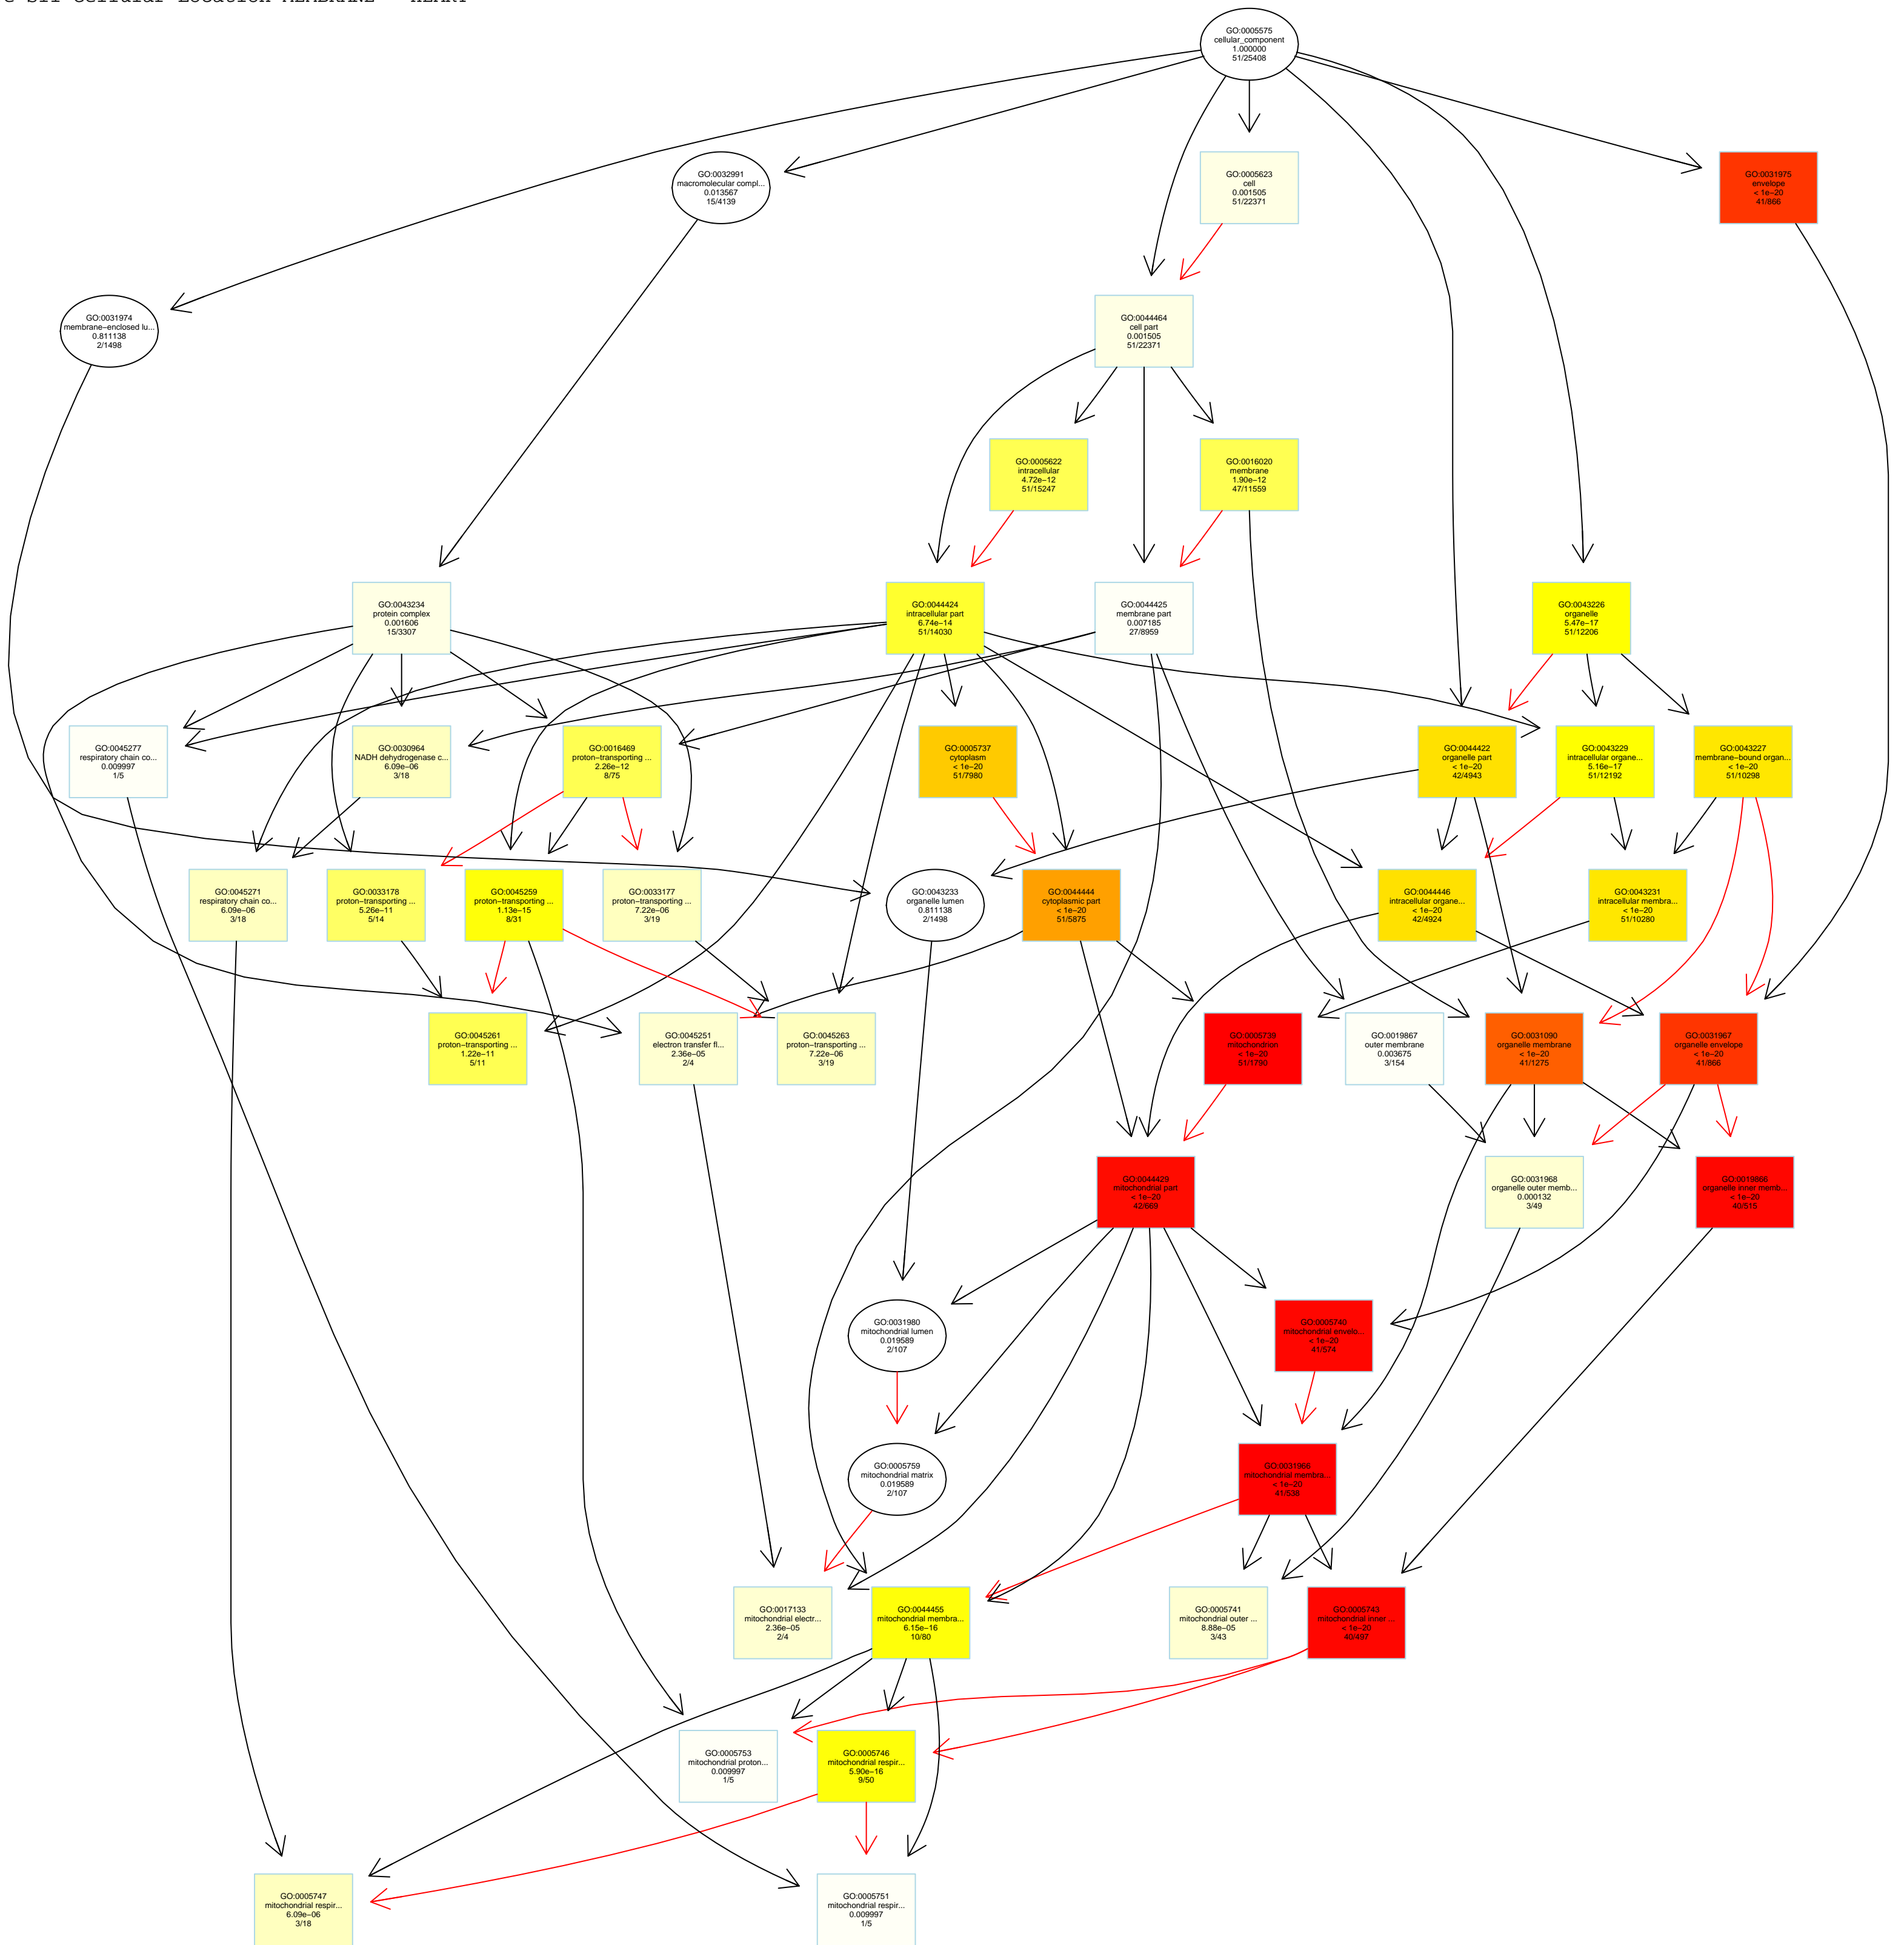 GO:0005575
cellular_component
1.000000
51/25408
GO:0032991
macromolecular compl...
0.013567
15/4139
GO:0005623
cell
0.001505
51/22371
GO:0031975
envelope
< 1e−20
41/866
GO:0031974
membrane−enclosed lu...
0.811138
2/1498
GO:0044464
cell part
0.001505
51/22371
GO:0005622
intracellular
4.72e−12
51/15247
GO:0016020
membrane
1.90e−12
47/11559
GO:0043234
protein complex
0.001606
15/3307
GO:0044424
intracellular part
6.74e−14
51/14030
GO:0044425
membrane part
0.007185
27/8959
GO:0043226
organelle
5.47e−17
51/12206
GO:0045277
respiratory chain co...
0.009997
1/5
GO:0030964
NADH dehydrogenase c...
6.09e−06
3/18
GO:0016469
proton−transporting ...
2.26e−12
8/75
GO:0005737
cytoplasm
< 1e−20
51/7980
GO:0044422
organelle part
< 1e−20
42/4943
GO:0043229
intracellular organe...
5.16e−17
51/12192
GO:0043227
membrane−bound organ...
< 1e−20
51/10298
GO:0045271
respiratory chain co...
6.09e−06
3/18
GO:0033178
proton−transporting ...
5.26e−11
5/14
GO:0045259
proton−transporting ...
1.13e−15
8/31
GO:0033177
proton−transporting ...
7.22e−06
3/19
GO:0043233
organelle lumen
0.811138
2/1498
GO:0044444
cytoplasmic part
< 1e−20
51/5875
GO:0044446
intracellular organe...
< 1e−20
42/4924
GO:0043231
intracellular membra...
< 1e−20
51/10280
GO:0045261
proton−transporting ...
1.22e−11
5/11
GO:0045251
electron transfer fl...
2.36e−05
2/4
GO:0045263
proton−transporting ...
7.22e−06
3/19
GO:0005739
mitochondrion
< 1e−20
51/1790
GO:0019867
outer membrane
0.003675
3/154
GO:0031090
organelle membrane
< 1e−20
41/1275
GO:0031967
organelle envelope
< 1e−20
41/866
GO:0044429
mitochondrial part
< 1e−20
42/669
GO:0031968
organelle outer memb...
0.000132
3/49
GO:0019866
organelle inner memb...
< 1e−20
40/515
GO:0031980
mitochondrial lumen
0.019589
2/107
GO:0005740
mitochondrial envelo...
< 1e−20
41/574
GO:0005759
mitochondrial matrix
0.019589
2/107
GO:0031966
mitochondrial membra...
< 1e−20
41/538
GO:0017133
mitochondrial electr...
2.36e−05
2/4
GO:0044455
mitochondrial membra...
6.15e−16
10/80
GO:0005741
mitochondrial outer ...
8.88e−05
3/43
GO:0005743
mitochondrial inner ...
< 1e−20
40/497
GO:0005753
mitochondrial proton...
0.009997
1/5
GO:0005746
mitochondrial respir...
5.90e−16
9/50
GO:0005747
mitochondrial respir...
6.09e−06
3/18
GO:0005751
mitochondrial respir...
0.009997
1/5